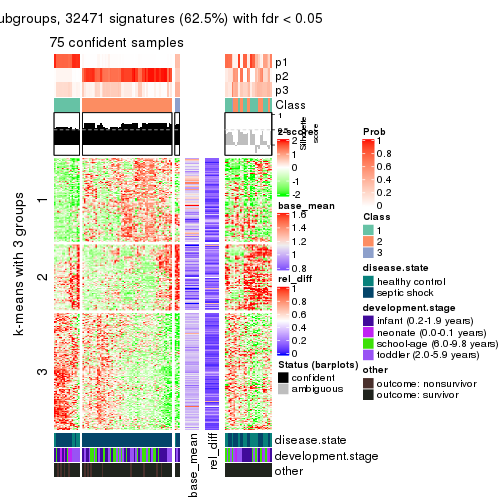 ubgroups, 32471 signatures (62.5%) with fdr < 0.05
75 confident samples
p1
p2
p3
Class
1
Silhouette
score
z-scores
2
1
0
-1
-2
base_mean
1.6
1.4
1.2
1
0.8
rel_diff
1
0.8
0.6
0.4
0.2
0
Status (barplots)
confident
ambiguous
Prob
1
0.8
0.6
0.4
0.2
0
Class
1
2
3
disease.state
healthy control
septic shock
development.stage
infant (0.2-1.9 years)
neonate (0.0-0.1 years)
school-age (6.0-9.8 years)
toddler (2.0-5.9 years)
other
outcome: nonsurvivor
outcome: survivor
k-means with 3 groups
1
2
3
disease.state
development.stage
other
base_mean
rel_diff